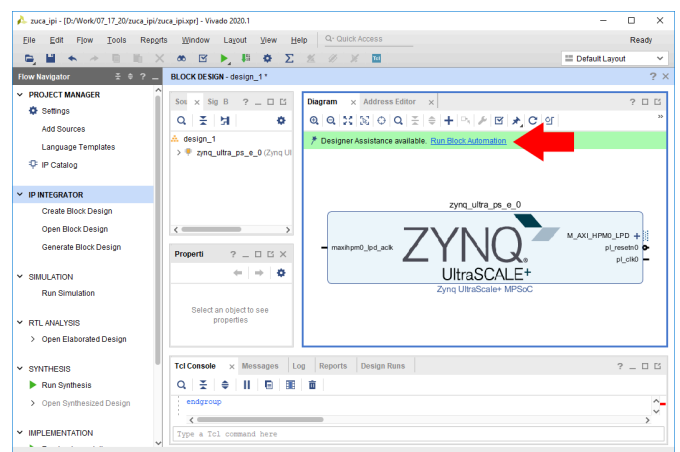 zuca_ipi - [D:/Work/07_17_20/zuca_ipi/zuca_ipi.xpr] - Vivado 2020.1
File Edit Flow Tools Reports Window Layout View Help Q- Quick Access Ready
Default Layout
Flow Navigator
PROJECT MANAGER
Settings
Add Sources
Language Templates
IP Catalog
IP INTEGRATOR
Create Block Design
Open Block Design
Generate Block Design
SIMULATION
Run Simulation
RTL ANALYSIS
Open Elaborated Design
SYNTHESIS
Run Synthesis
Open Synthesized Design
IMPLEMENTATION
BLOCK DESIGN - design_1 *
Sig B
design_1
zynq_ultra_ps_e_0 (Zynq Ul
Properti
Select an object to see
properties
Diagram Address Editor
Designer Assistance available. Run Block Automation
zynq_ultra_ps_e_0
maxihpm0_lpd_aclk
M_AXI_HPM0_LPD
pl_resetn0
pl_clk0
ZYNQ
UltraSCALE+
Zynq UltraScale+ MPSoC
Tcl Console Messages Log Reports Design Runs
endgroup
Type a Tcl command here